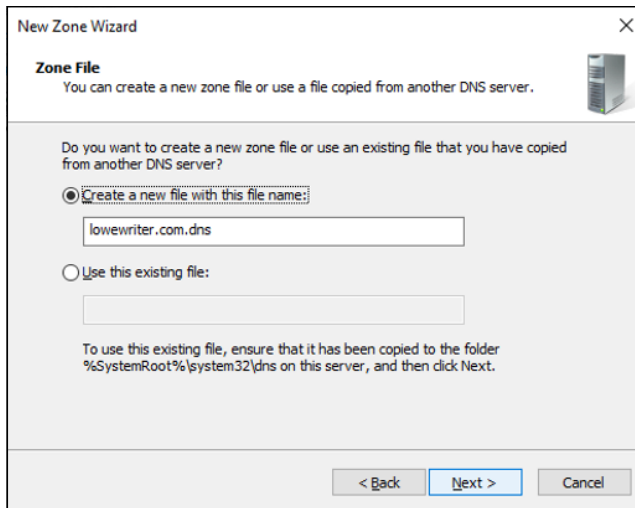 New Zone Wizard
Zone File
You can create a new zone file or use a file copied from another DNS server.
Do you want to create a new zone file or use an existing file that you have copied
from another DNS server?
Create a new file with this file name:
lowewriter.com.dns
Use this existing file:
To use this existing file, ensure that it has been copied to the folder
%SystemRoot%\system32\dns on this server, and then click Next.
< Back
Next >
Cancel